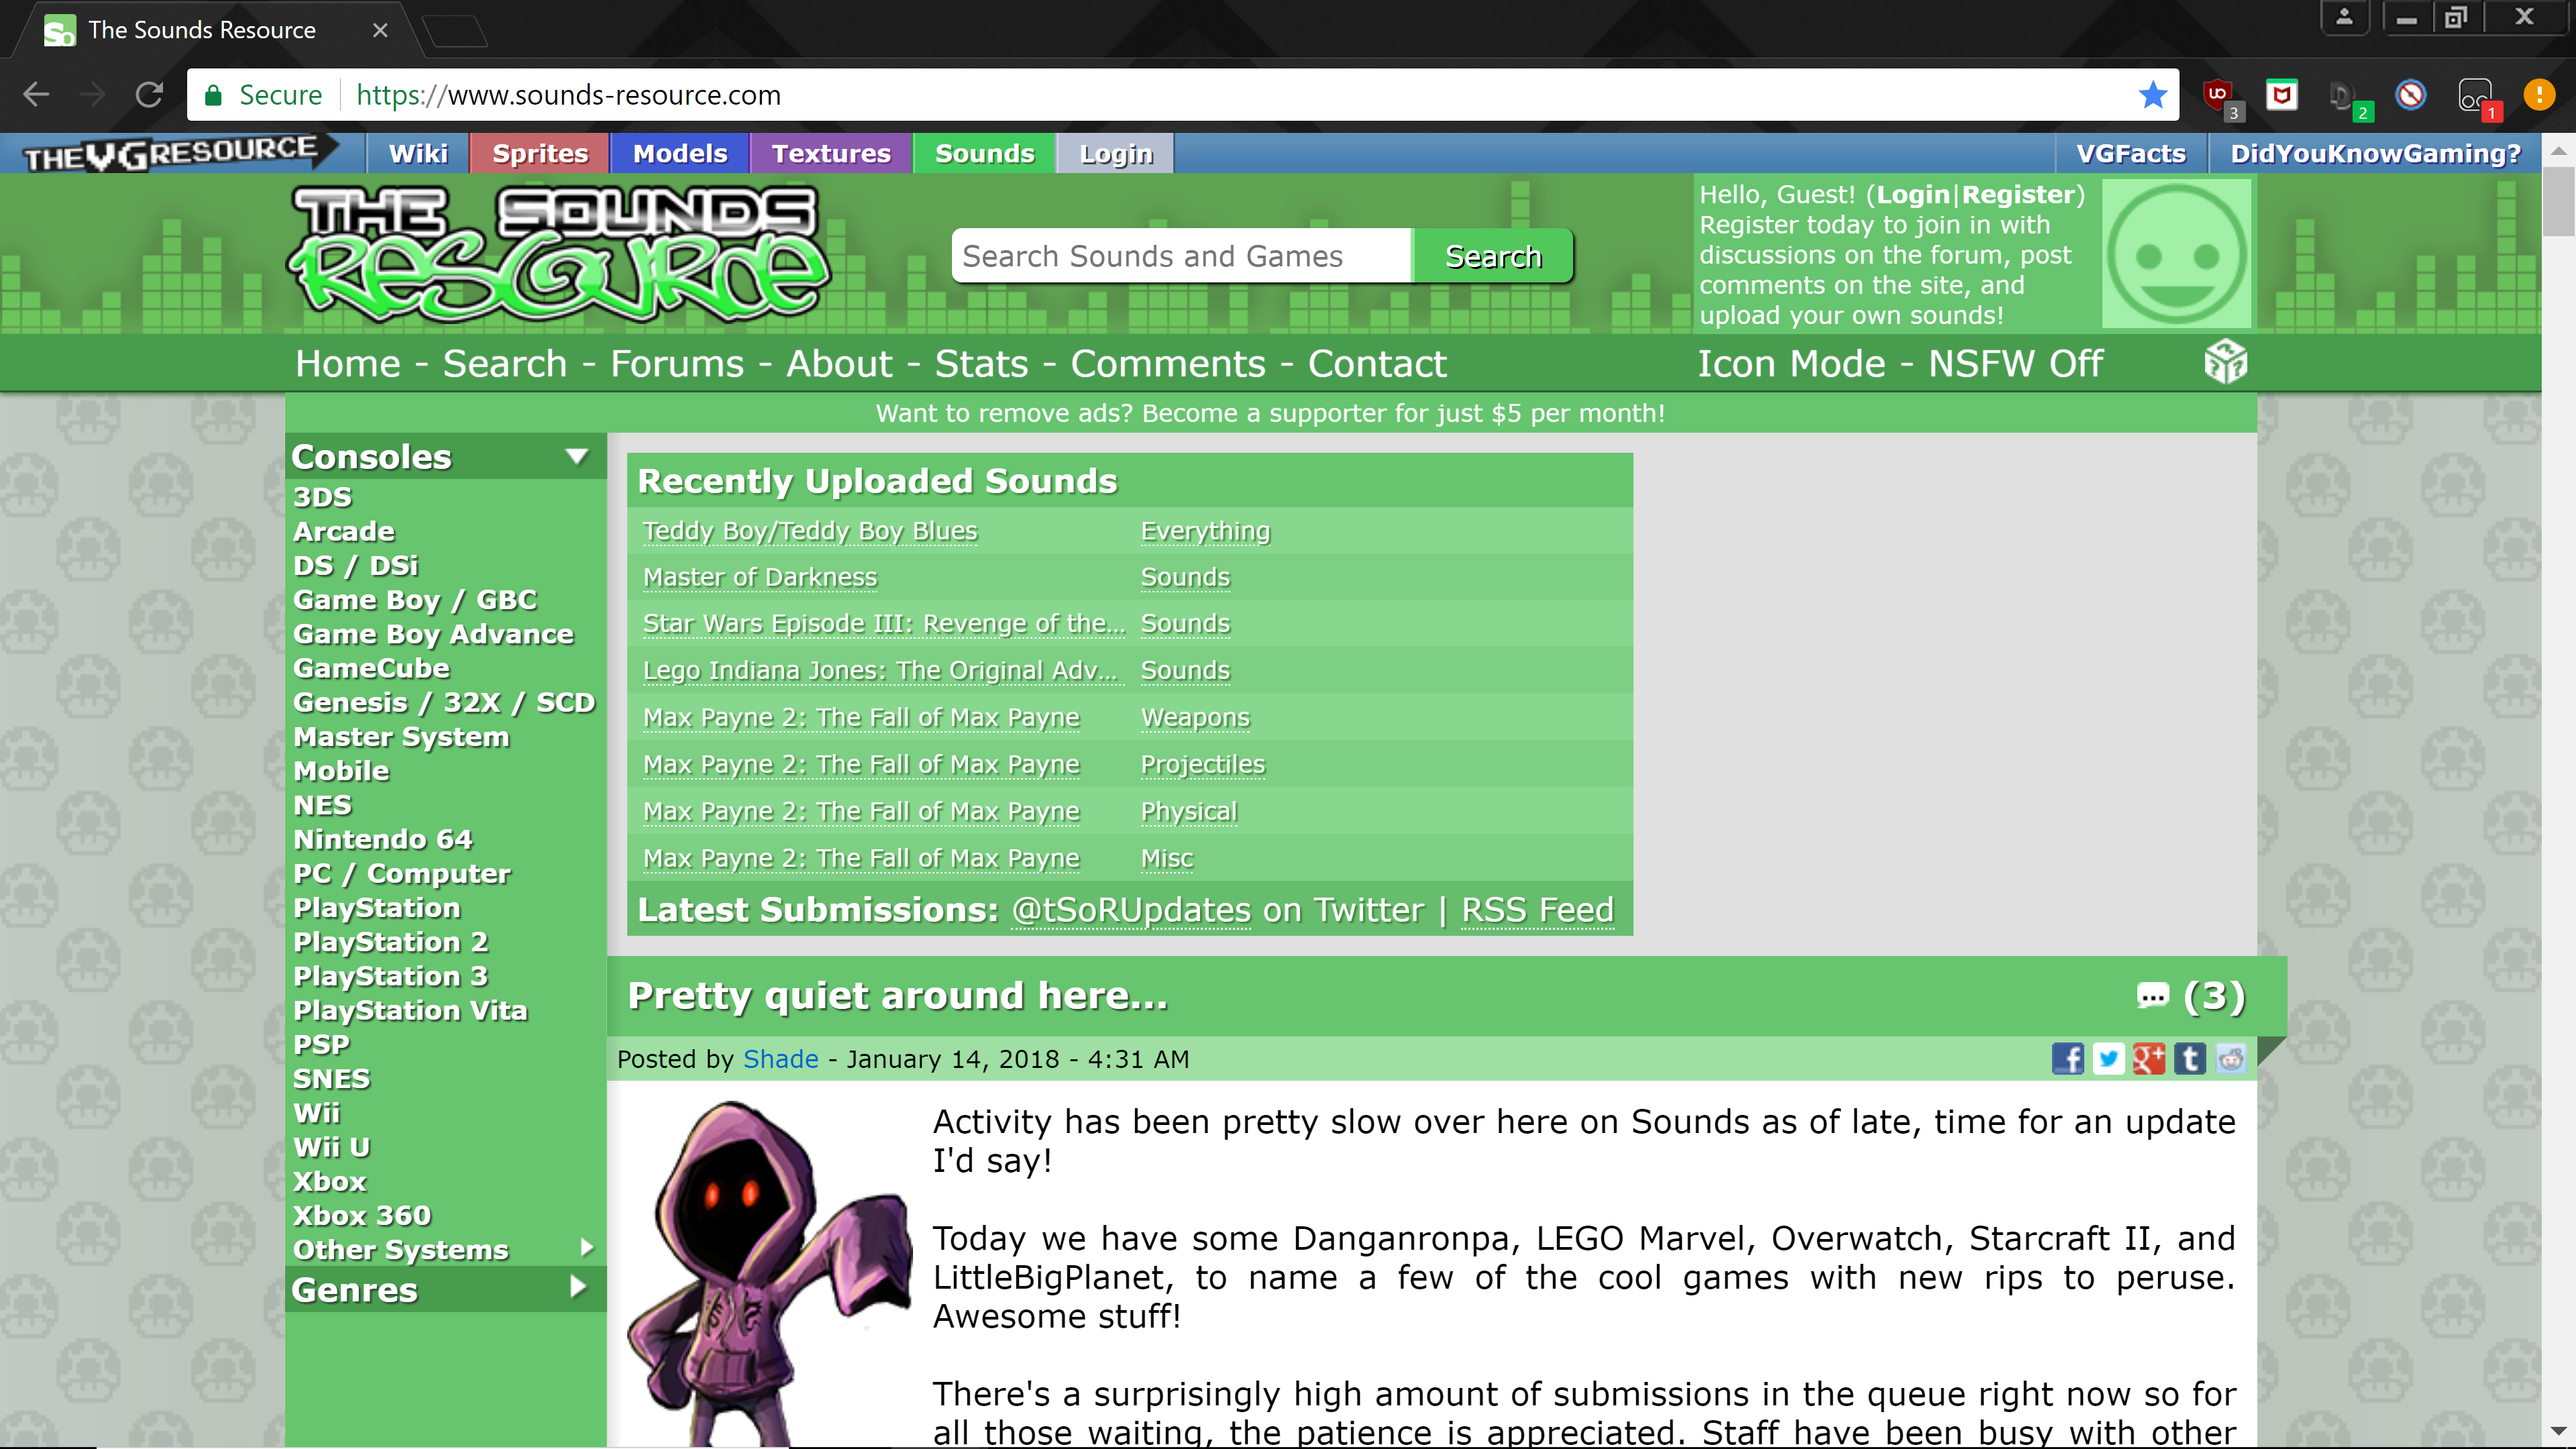 The Sounds Resource
Secure
https://www.sounds-resource.com
3
2
1
THE VG RESOURCE
Wiki
Sprites
Models
Textures
Sounds
Login
VGFacts
DidYouKnowGaming?
THE SOUNDS
RESOURCE
Search Sounds and Games
Search
Hello, Guest! (Login|Register)
Register today to join in with
discussions on the forum, post
comments on the site, and
upload your own sounds!
Home - Search - Forums - About - Stats - Comments - Contact
Icon Mode - NSFW Off
Want to remove ads? Become a supporter for just $5 per month!
Consoles
3DS
Arcade
DS / DSi
Game Boy / GBC
Game Boy Advance
GameCube
Genesis / 32X / SCD
Master System
Mobile
NES
Nintendo 64
PC / Computer
PlayStation
PlayStation 2
PlayStation 3
PlayStation Vita
PSP
SNES
Wii
Wii U
Xbox
Xbox 360
Other Systems
Genres
Recently Uploaded Sounds
Teddy Boy/Teddy Boy Blues Everything
Master of Darkness Sounds
Star Wars Episode III: Revenge of the... Sounds
Lego Indiana Jones: The Original Adv... Sounds
Max Payne 2: The Fall of Max Payne Weapons
Max Payne 2: The Fall of Max Payne Projectiles
Max Payne 2: The Fall of Max Payne Physical
Max Payne 2: The Fall of Max Payne Misc
Latest Submissions: @tSoRUpdates on Twitter | RSS Feed
Pretty quiet around here...
(3)
Posted by Shade - January 14, 2018 - 4:31 AM
Activity has been pretty slow over here on Sounds as of late, time for an update
I'd say!
Today we have some Danganronpa, LEGO Marvel, Overwatch, Starcraft II, and
LittleBigPlanet, to name a few of the cool games with new rips to peruse.
Awesome stuff!
There's a surprisingly high amount of submissions in the queue right now so for
all those waiting, the patience is appreciated. Staff have been busy with other